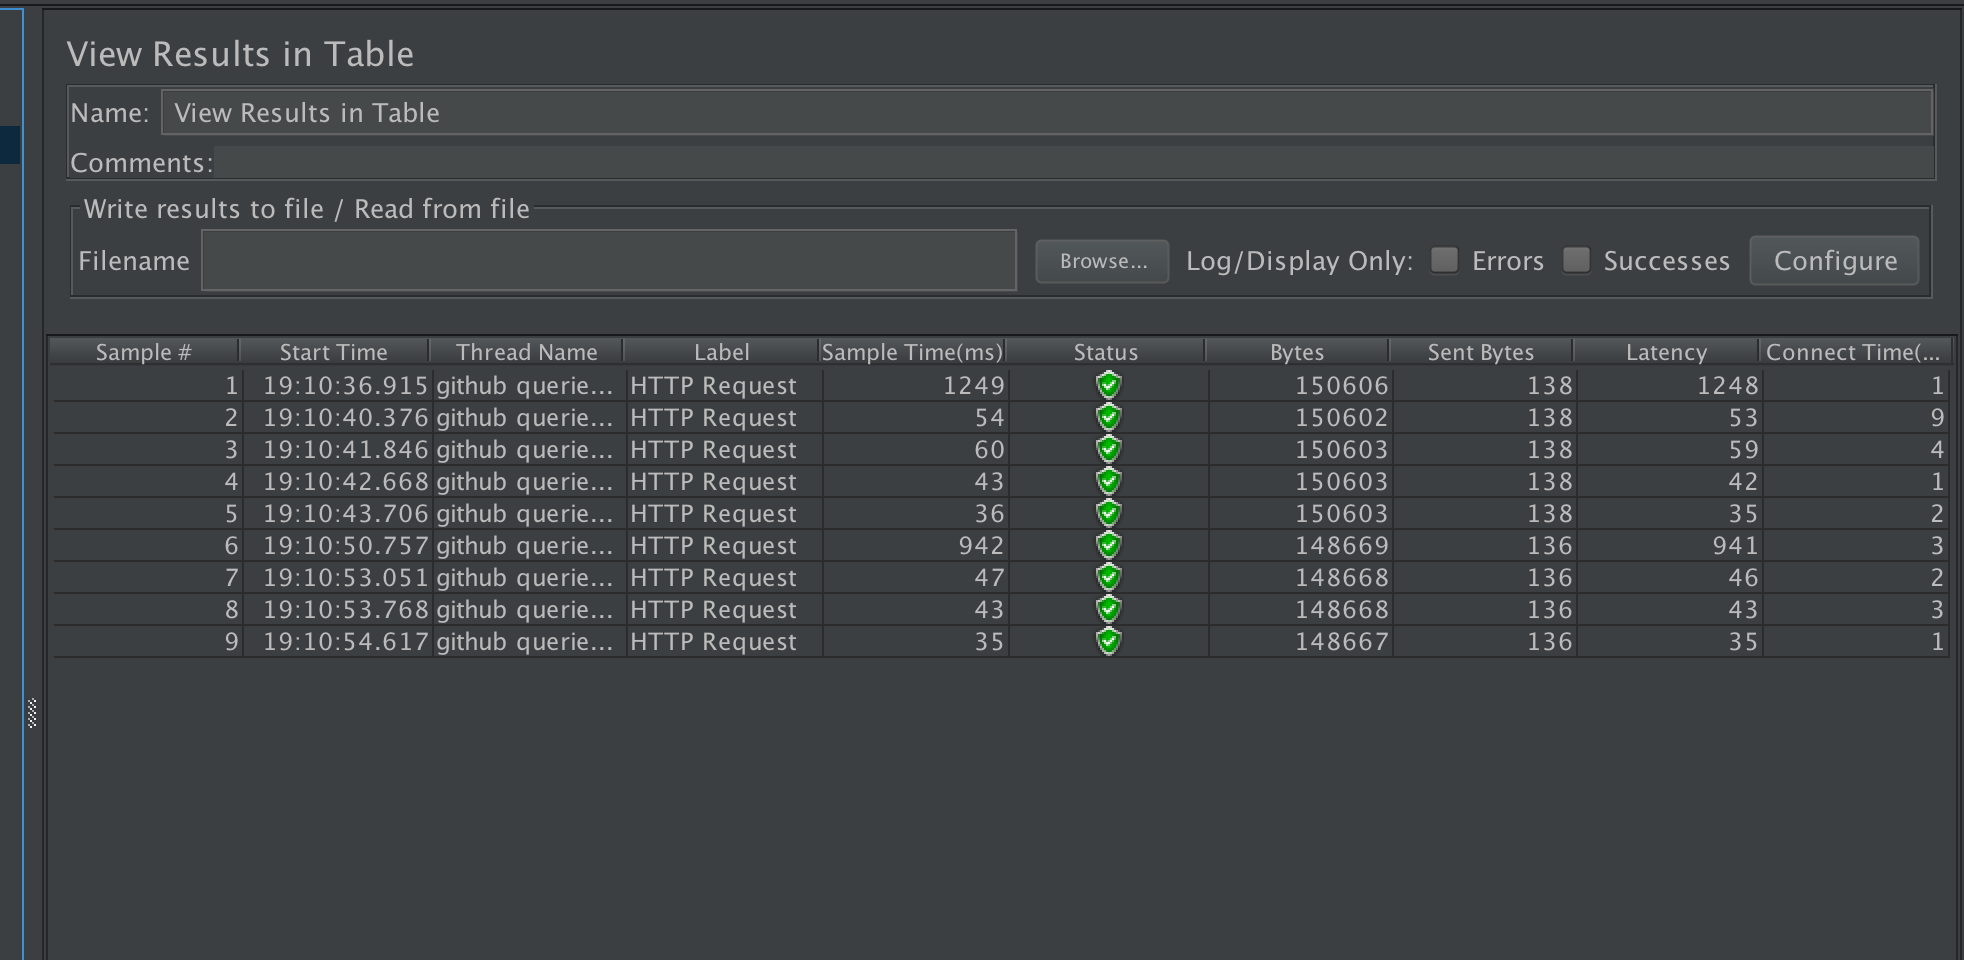 View Results in Table
Name: View Results in Table
Comments:
Write results to file / Read from file
Filename Browse... Log/Display Only: Errors Successes Configure
Sample # Start Time Thread Name Label Sample Time(ms) Status Bytes Sent Bytes Latency Connect Time(...
1 19:10:36.915 github querie... HTTP Request 1249 150606 138 1248 1
2 19:10:40.376 github querie... HTTP Request 54 150602 138 53 9
3 19:10:41.846 github querie... HTTP Request 60 150603 138 59 4
4 19:10:42.668 github querie... HTTP Request 43 150603 138 42 1
5 19:10:43.706 github querie... HTTP Request 36 150603 138 35 2
6 19:10:50.757 github querie... HTTP Request 942 148669 136 941 3
7 19:10:53.051 github querie... HTTP Request 47 148668 136 46 2
8 19:10:53.768 github querie... HTTP Request 43 148668 136 43 3
9 19:10:54.617 github querie... HTTP Request 35 148667 136 35 1